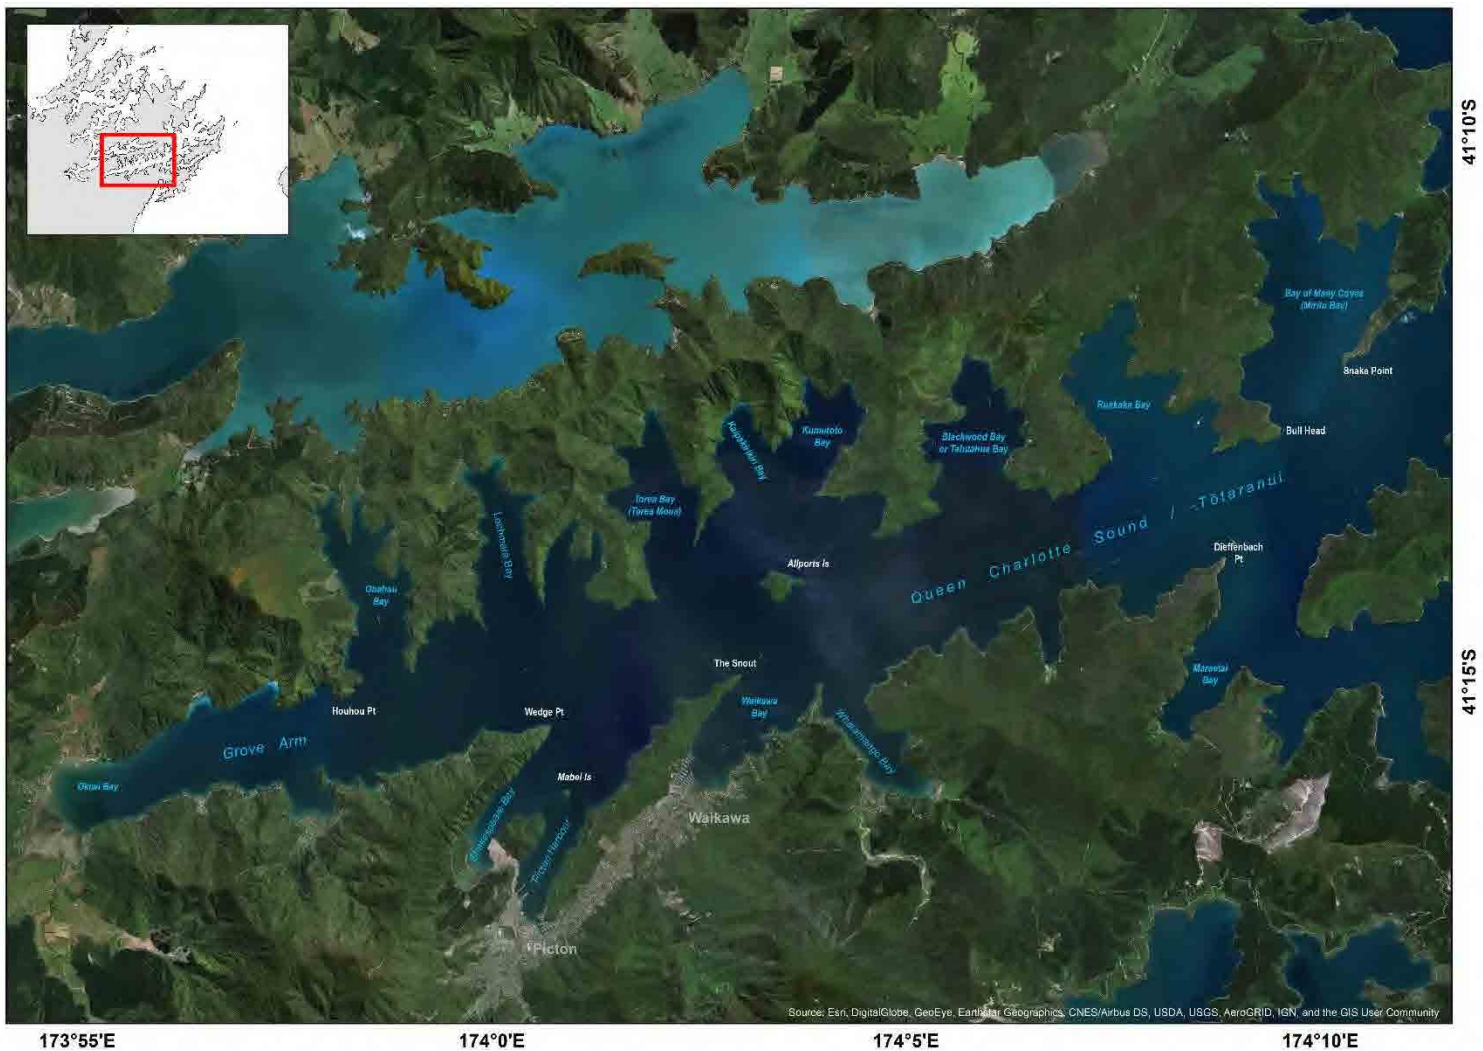 41°10'S
Bay of Many Coves
(Miritu Bay)
Snake Point
Ruakaka Bay
Bull Head
Kumutoto
Bay
Blackwood Bay
or Tahuahua Bay
Torea Bay
(Torea Moua)
Lochmara Bay
Queen Charlotte Sound / -Tōtaranui
Dieffenbach
Pt
Allports Is
Bay
The Snout
41°15'S
Maraetai
Bay
Waikawa
Bay
Houhou Pt
Wedge Pt
Grove Arm
Mabel Is
Whatamango Bay
Shakespeare Bay
Picton Harbour
Waikawa
Picton
Source: Esri, DigitalGlobe, GeoEye, Earthstar Geographics, CNES/Airbus DS, USDA, USGS, AeroGRID, IGN, and the GIS User Community
173°55'E
174°0'E
174°5'E
174°10'E